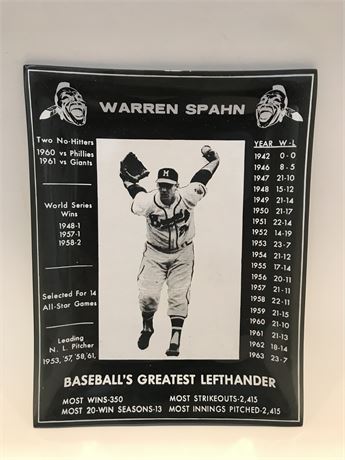 WARREN SPAHN
Two No-Hitters
1960 vs Phillies
1961 vs Giants
World Series
Wins
1948-1
1957-1
1958-2
Selected For 14
All-Star Games
Leading
N. L. Pitcher
1953,'57,'58,'61,
YEAR W-L
1942 0-0
1946 8-5
1947 21-10
1948 15-12
1949 21-14
1950 21-17
1951 22-14
1952 14-19
1953 23-7
1954 21-12
1955 17-14
1956 20-11
1957 21-11
1958 22-11
1959 21-15
1960 21-10
1961 21-13
1962 18-14
1963 23-7
M
Braves
BASEBALL'S GREATEST LEFTHANDER
MOST WINS-350 MOST STRIKEOUTS-2,415
MOST 20-WIN SEASONS-13 MOST INNINGS PITCHED-2,415